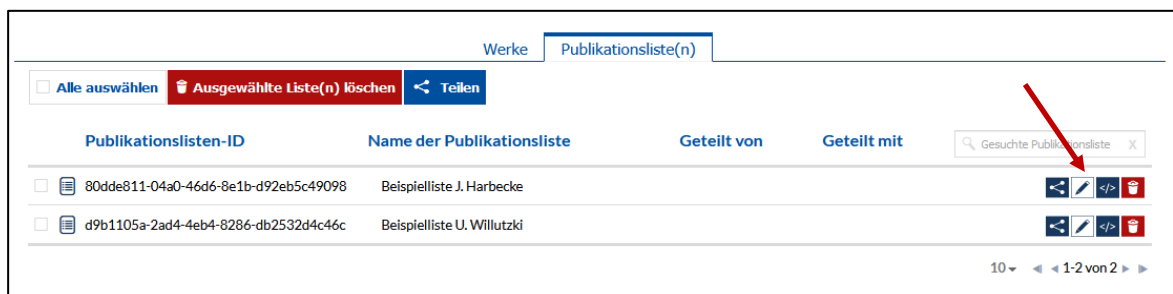 Werke Publikationsliste(n)
Alle auswählen Ausgewählte Liste(n) löschen Teilen
Publikationslisten-ID Name der Publikationsliste Geteilt von Geteilt mit Gesuchte Publikationsliste X
80dde811-04a0-46d6-8e1b-d92eb5c49098 Beispielliste J. Harbecke </>
d9b1105a-2ad4-4eb4-8286-db2532d4c46c Beispielliste U. Willutzki </>
10 1-2 von 2